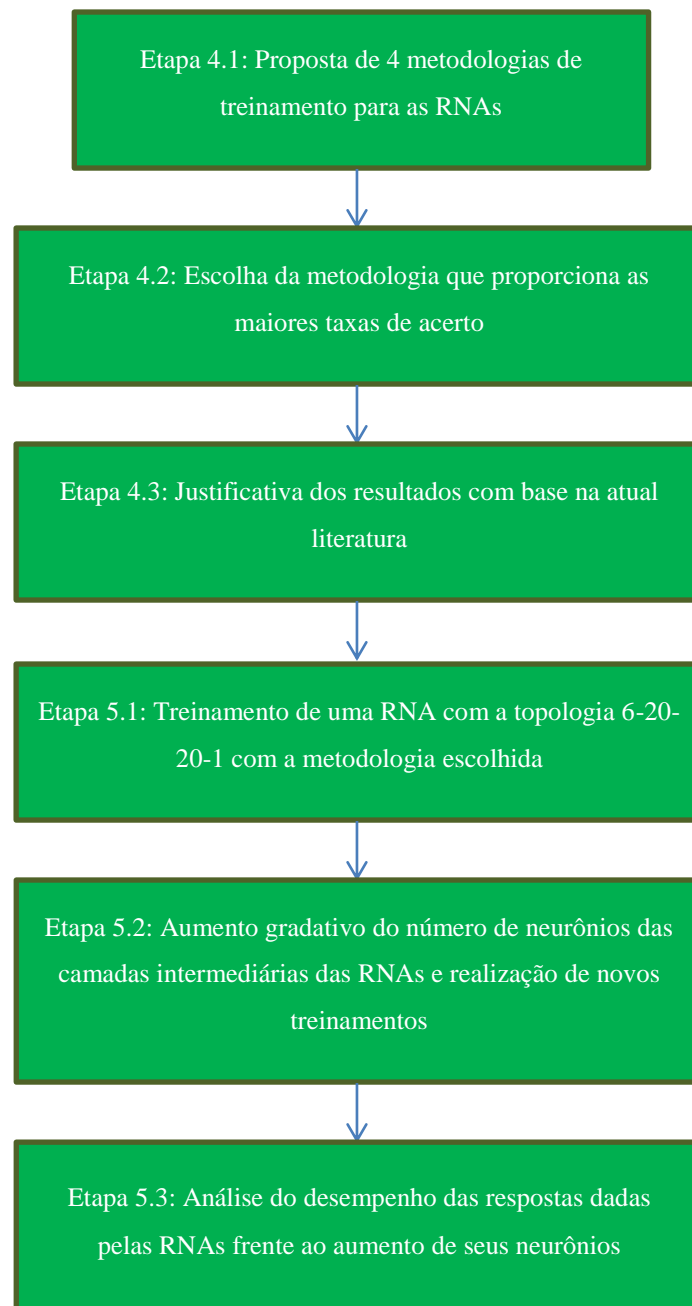 Etapa 4.1: Proposta de 4 metodologias de
treinamento para as RNAs
Etapa 4.2: Escolha da metodologia que proporciona as
maiores taxas de acerto
Etapa 4.3: Justificativa dos resultados com base na atual
literatura
Etapa 5.1: Treinamento de uma RNA com a topologia 6-20-
20-1 com a metodologia escolhida
Etapa 5.2: Aumento gradativo do número de neurônios das
camadas intermediárias das RNAs e realização de novos
treinamentos
Etapa 5.3: Análise do desempenho das respostas dadas
pelas RNAs frente ao aumento de seus neurônios